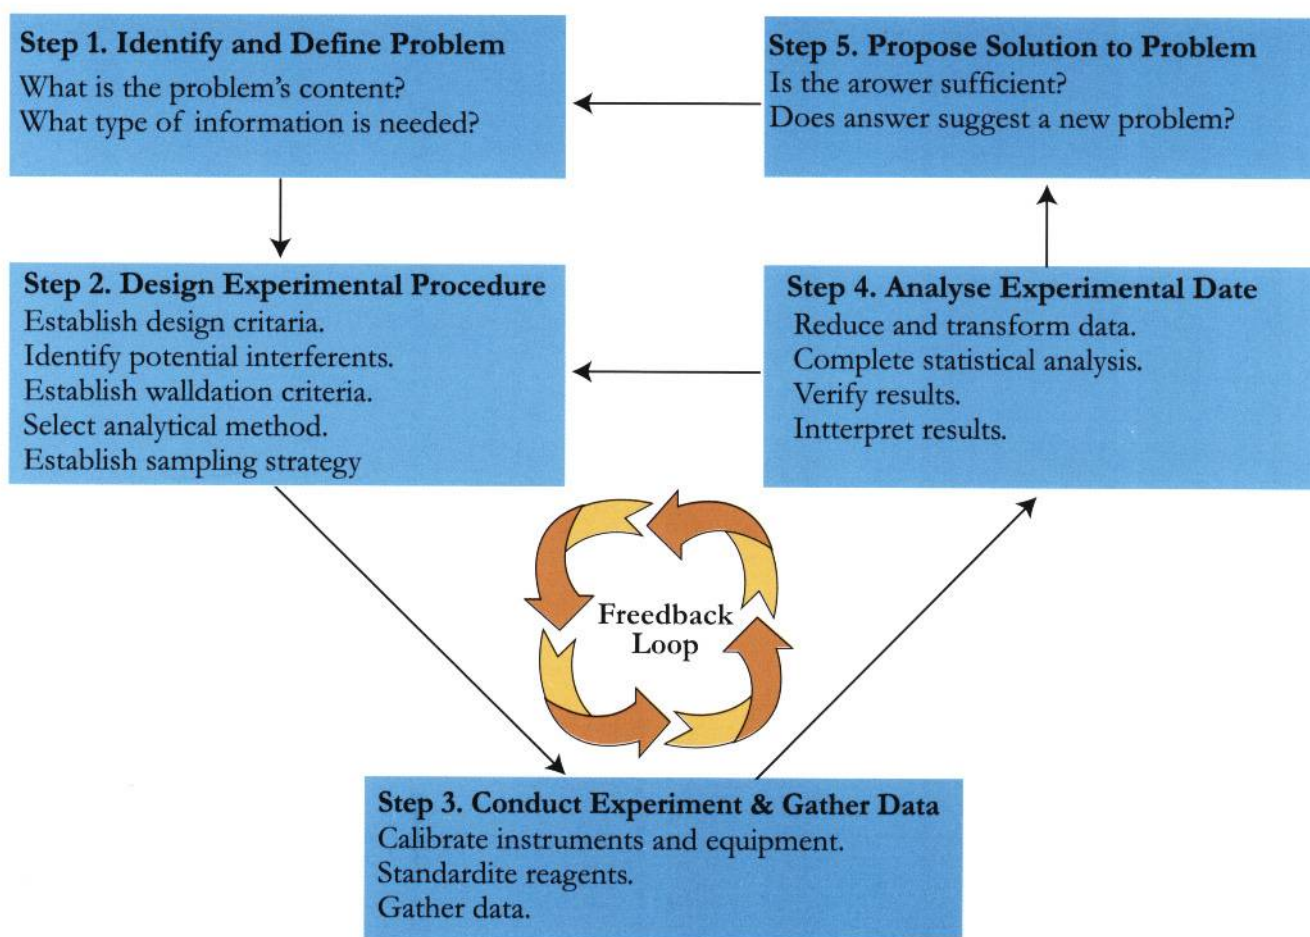 Step 1. Identify and Define Problem
What is the problem's content?
What type of information is needed?
Step 5. Propose Solution to Problem
Is the arower sufficient?
Does answer suggest a new problem?
Step 2. Design Experimental Procedure
Establish design critaria.
Identify potential interferents.
Establish walldation criteria.
Select analytical method.
Establish sampling strategy
Step 4. Analyse Experimental Date
Reduce and transform data.
Complete statistical analysis.
Verify results.
Intterpret results.
Freedback
Loop
Step 3. Conduct Experiment & Gather Data
Calibrate instruments and equipment.
Standardite reagents.
Gather data.